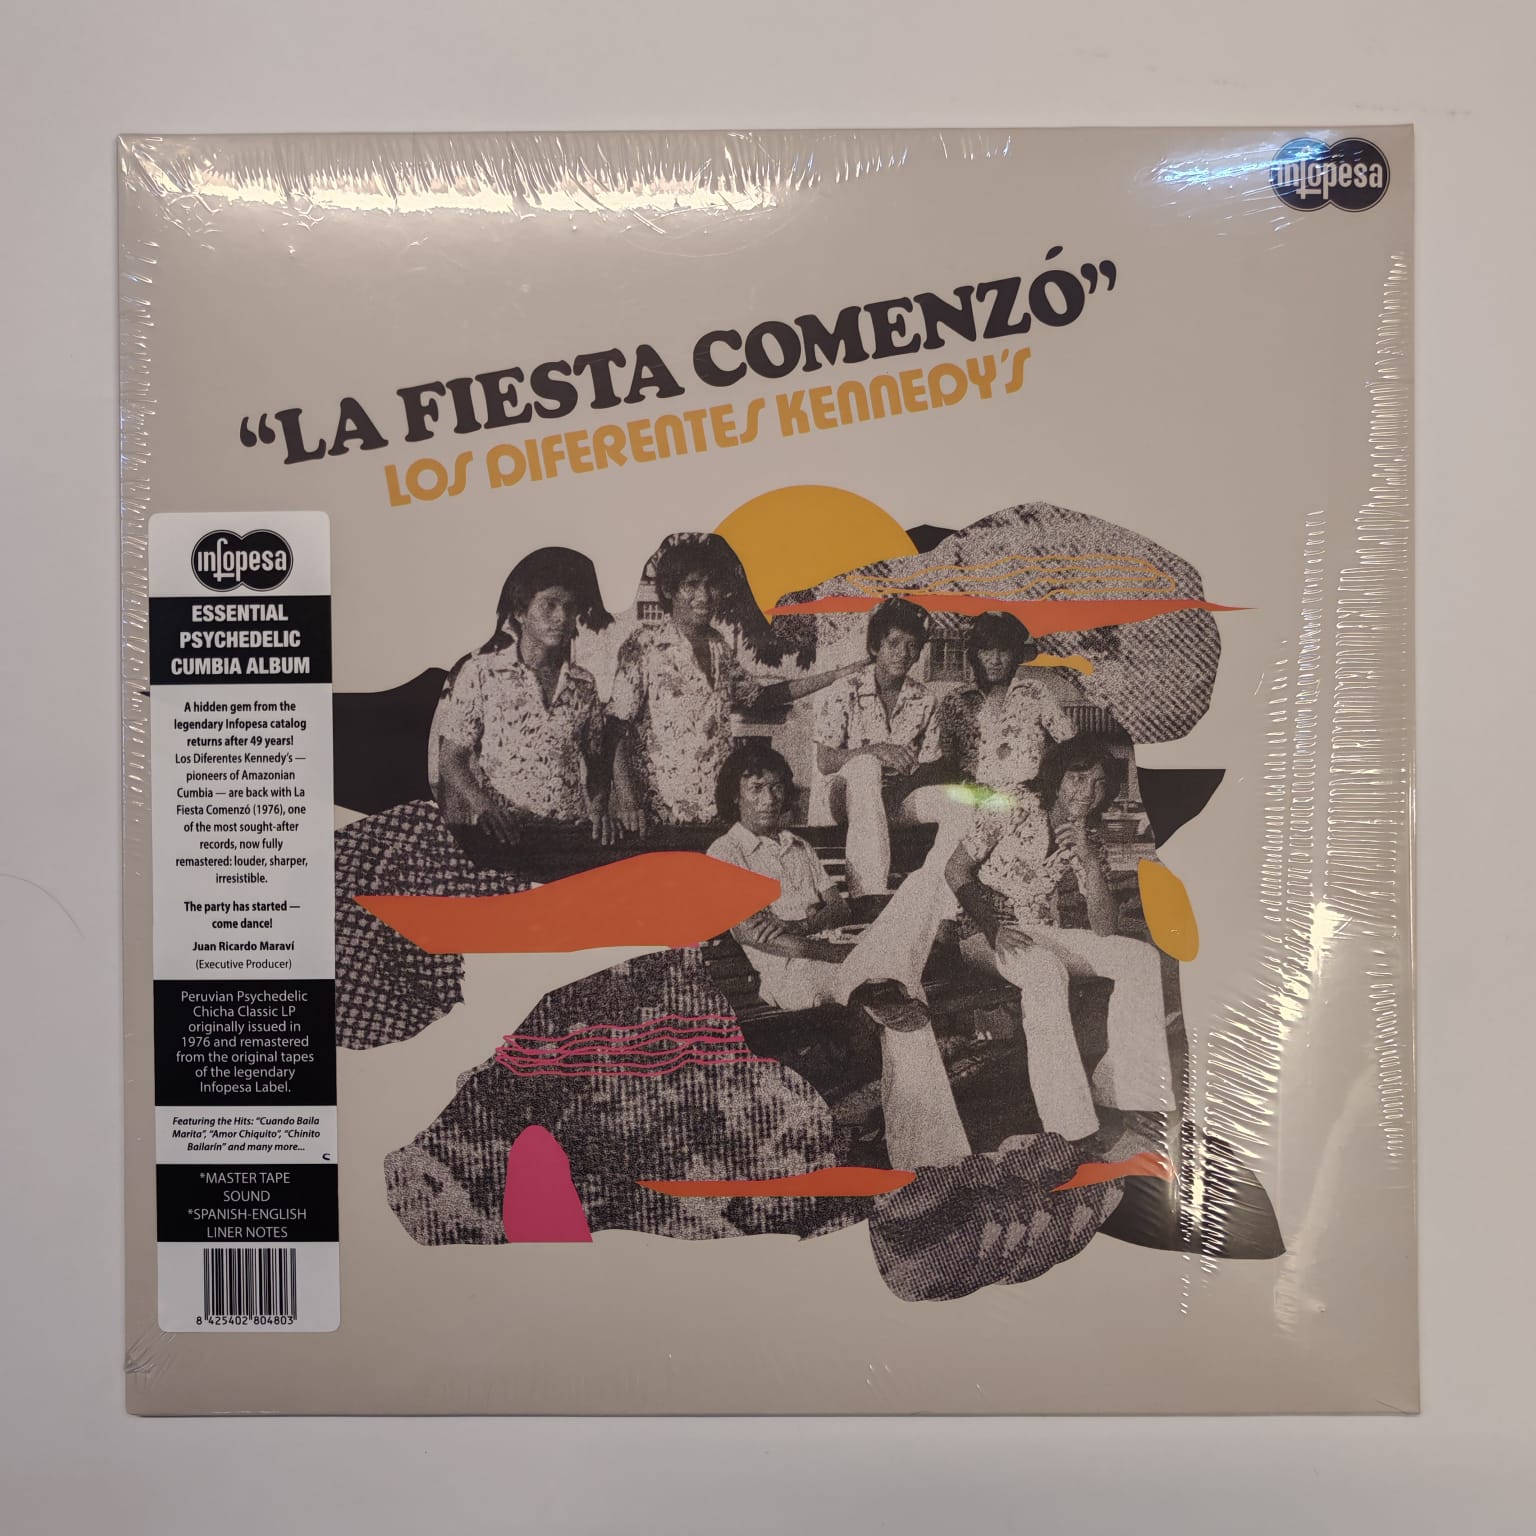 infopesa
“LA FIESTA COMENZÓ”
LOS DIFERENTES KENNEDY'S
infopesa
ESSENTIAL
PSYCHEDELIC
CUMBIA ALBUM
A hidden gem from the
legendary Infopesa catalog
returns after 49 years!
Los Diferentes Kennedy's —
pioneers of Amazonian
Cumbia — are back with La
Fiesta Comenzó (1976), one
of the most sought-after
records, now fully
remastered: louder, sharper,
irresistible.
The party has started —
come dance!
Juan Ricardo Maraví
(Executive Producer)
Peruvian Psychedelic
Chicha Classic LP
originally issued in
1976 and remastered
from the original tapes
of the legendary
Infopesa Label.
Featuring the Hits: “Cuando Baila
Marita”, “Amor Chiquito”, “Chinito
Bailarín” and many more...
*MASTER TAPE
SOUND
*SPANISH-ENGLISH
LINER NOTES
8 425402 804803